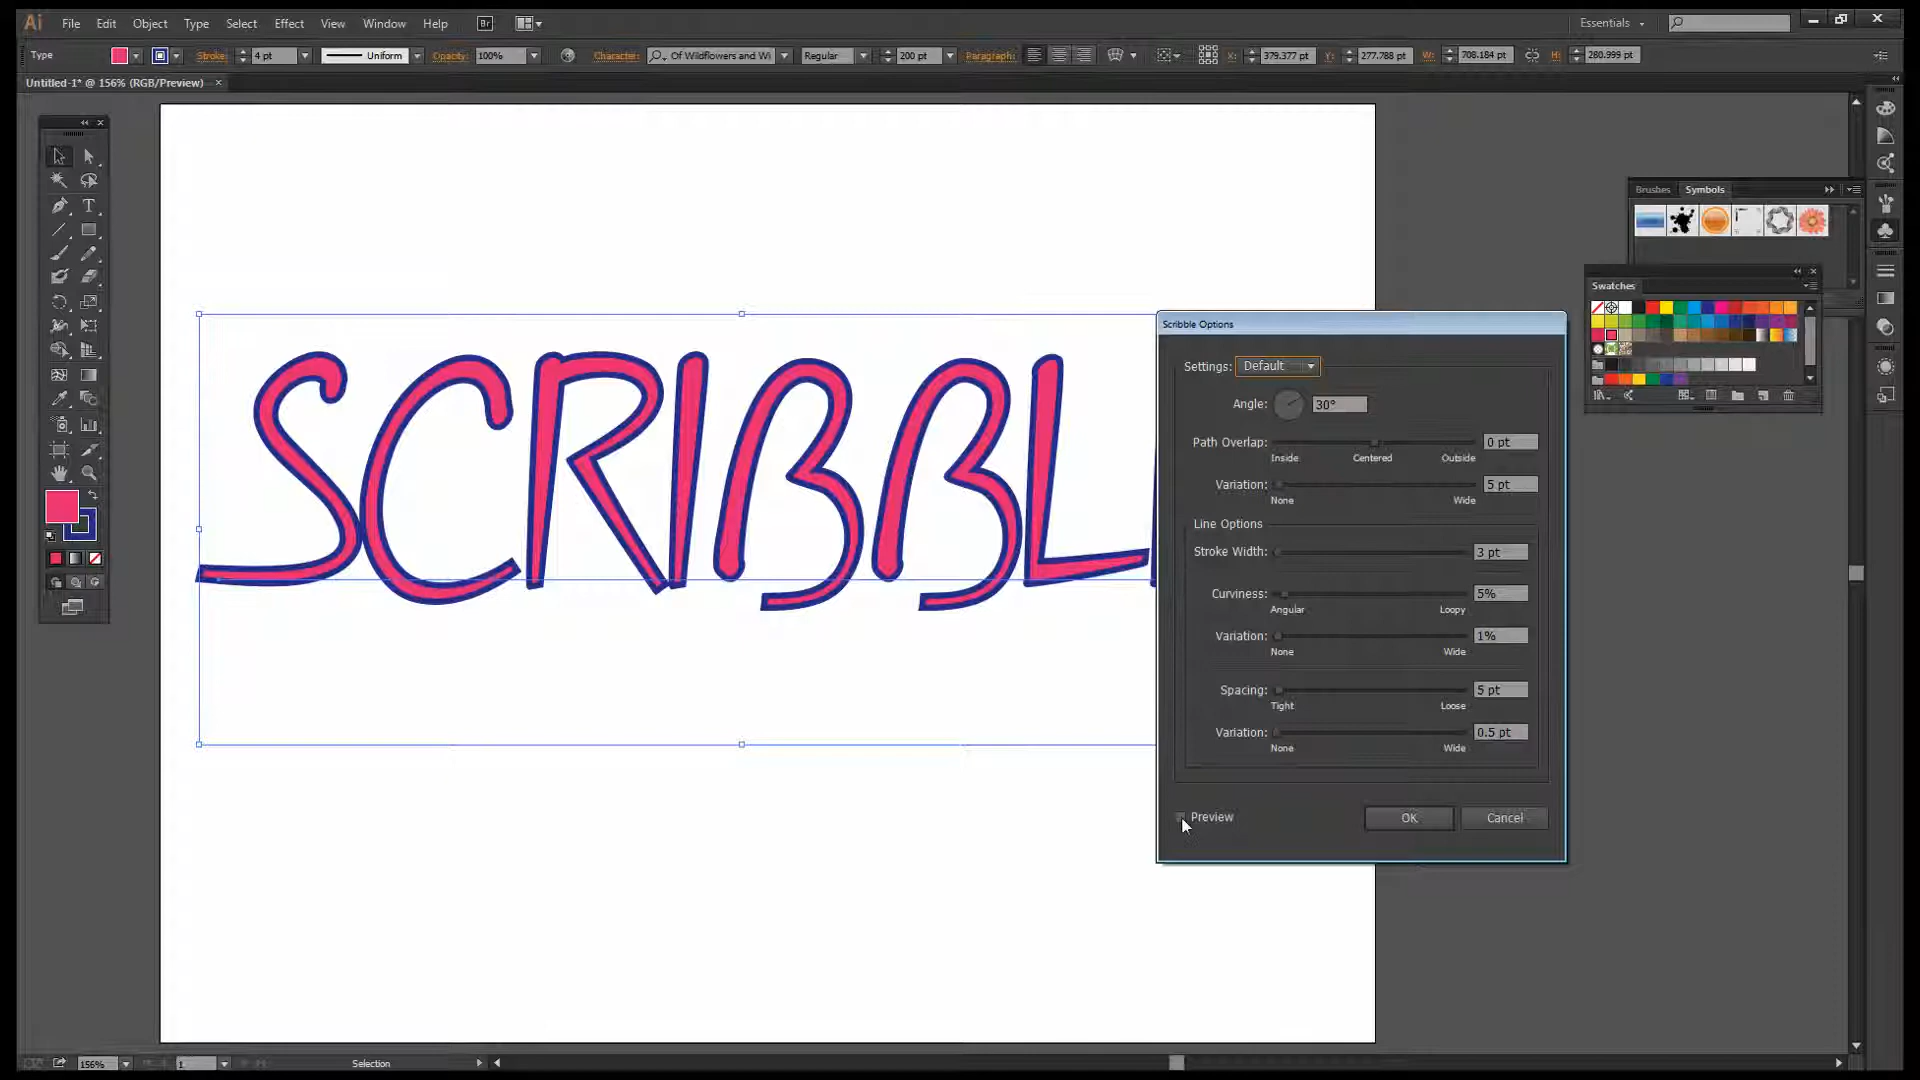 Ai File Edit Object Type Select Effect View Window Help Br Essentials
Type Stroke: 4 pt Uniform Opacity: 100% Character: Of Wildflowers and Wi Regular 200 pt Paragraph: X: 379.377 pt Y: 277.788 pt W: 708.184 pt H: 280.999 pt
Untitled-1* @ 156% (RGB/Preview) ×
Brushes Symbols
Swatches
SCRIBBL
Scribble Options
Settings: Default
Angle: 30°
Path Overlap: 0 pt
Inside Centered Outside
Variation: 5 pt
None Wide
Line Options
Stroke Width: 3 pt
Curviness: 5%
Angular Loopy
Variation: 1%
None Wide
Spacing: 5 pt
Tight Loose
Variation: 0.5 pt
None Wide
Preview OK Cancel
156% 1 Selection